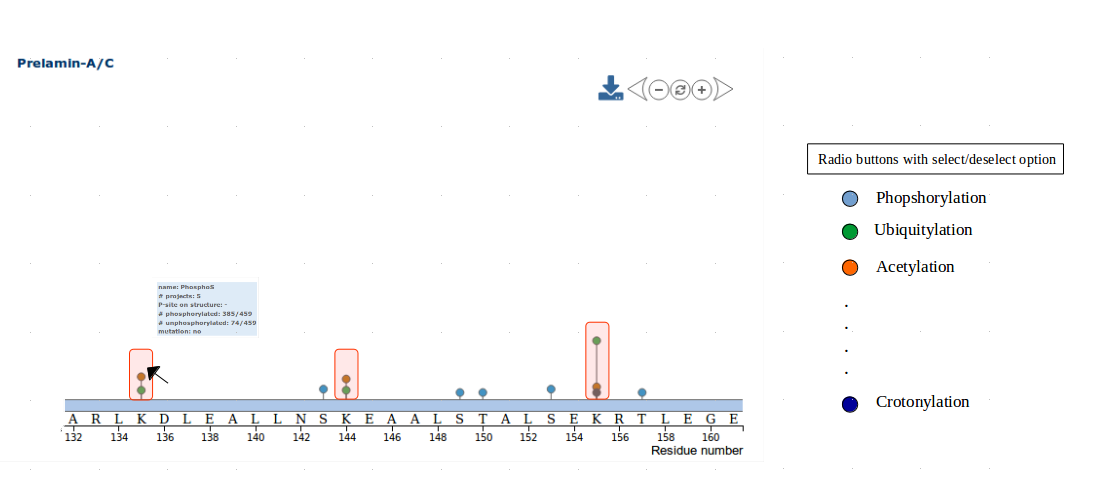 Prelamin-A/C
Radio buttons with select/deselect option
Phopshorylation
Ubiquitylation
Acetylation
.
.
.
.
Crotonylation
name: PhosphoS
# projects: 5
P-site on structure: -
# phosphorylated: 385/459
# unphosphorylated: 74/459
mutation: no
A R L K D L E A L L N S K E A A L S T A L S E K R T L E G E
132 134 136 138 140 142 144 146 148 150 152 154 156 158 160
Residue number